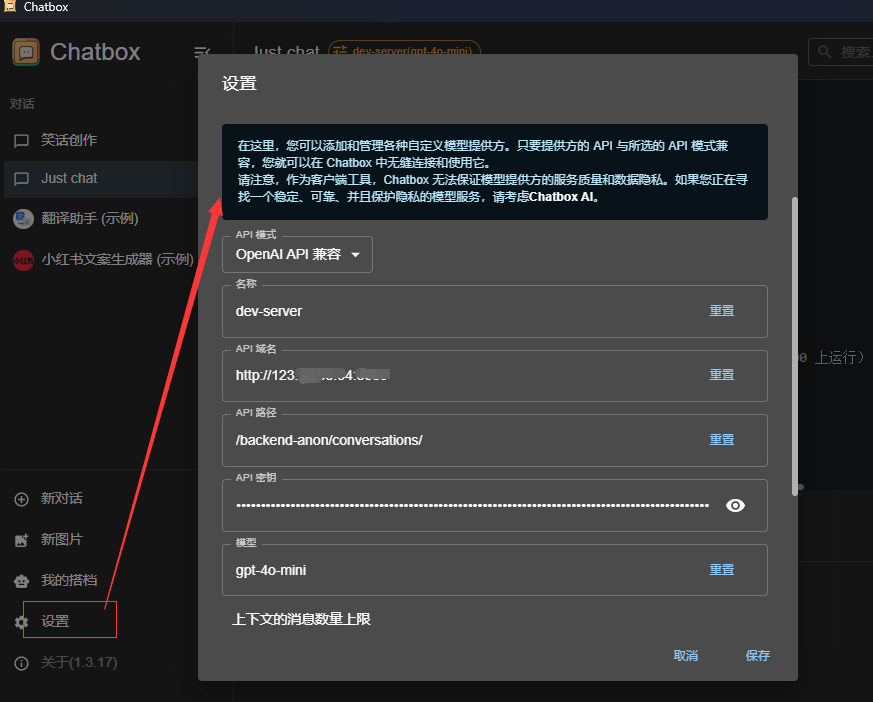 Chatbox
Chatbox
Just chat
dev-server(gpt-4o-mini)
搜索
对话
笑话创作
Just chat
翻译助手 (示例)
小红书
小红书文案生成器 (示例)
设置
在这里，您可以添加和管理各种自定义模型提供方。只要提供方的 API 与所选的 API 模式兼
容，您就可以在 Chatbox 中无缝连接和使用它。
请注意，作为客户端工具，Chatbox 无法保证模型提供方的服务质量和数据隐私。如果您正在寻
找一个稳定、可靠、并且保护隐私的模型服务，请考虑Chatbox AI。
API 模式
OpenAI API 兼容
名称
dev-server
重置
API 域名
http://123.
重置
0 上运行）
API 路径
/backend-anon/conversations/
重置
API 密钥
模型
gpt-4o-mini
重置
上下文的消息数量上限
取消
保存
新对话
新图片
我的搭档
设置
关于(1.3.17)